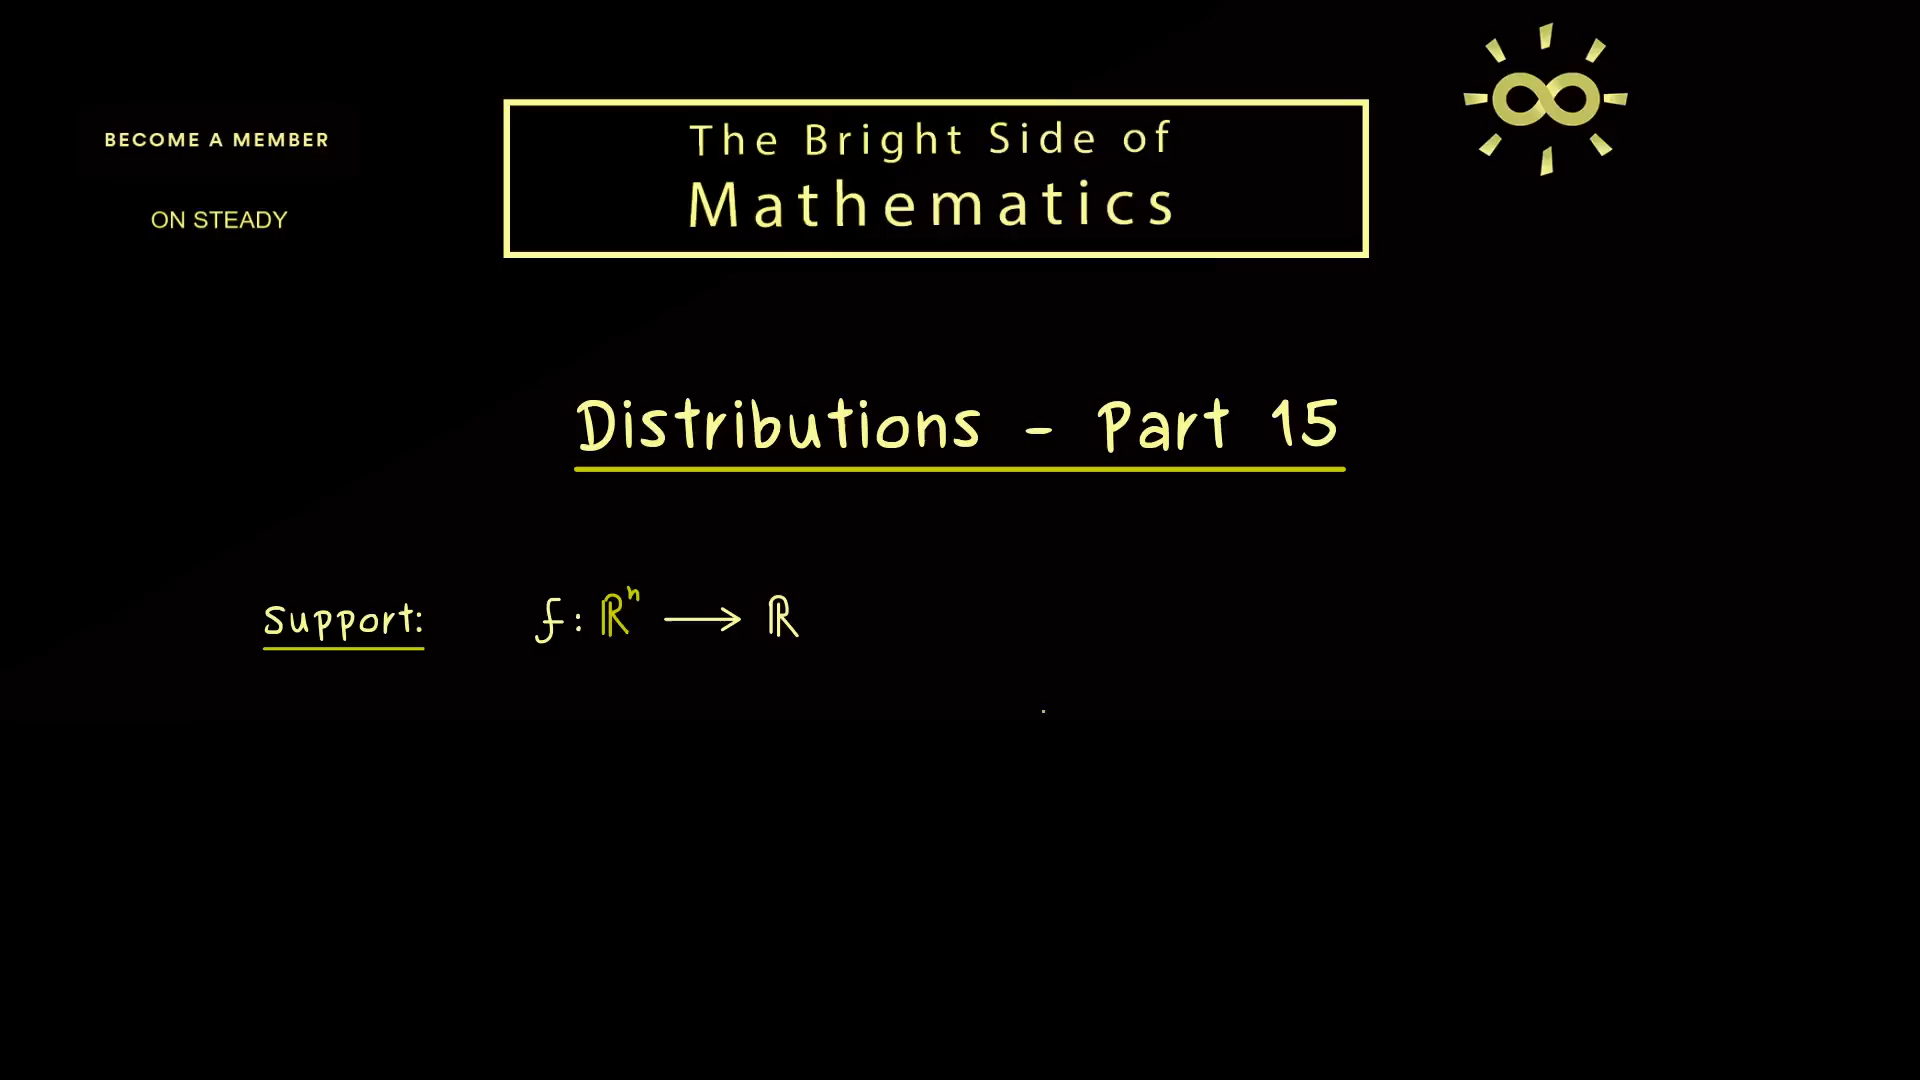 BECOME A MEMBER
ON STEADY
The Bright Side of
Mathematics
Distributions - Part 15
Support: f: ℝⁿ ⟶ ℝ